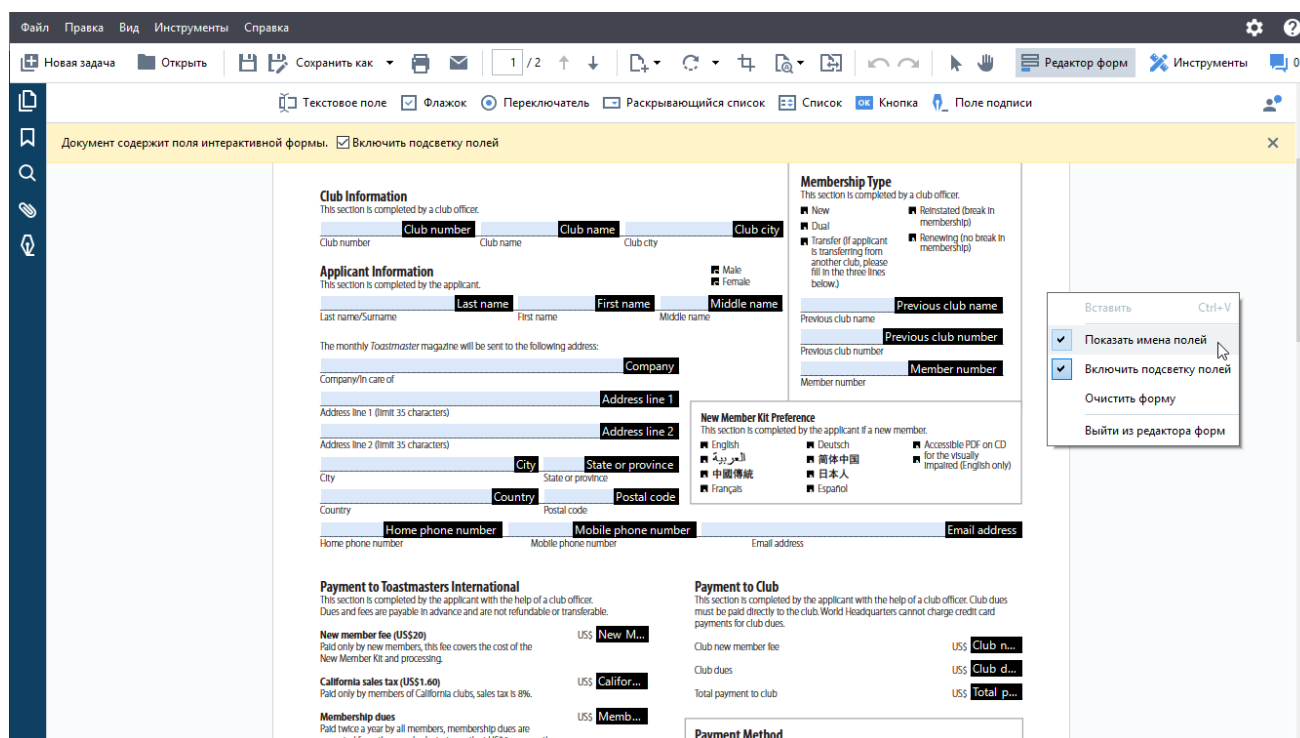 Файл Правка Вид Инструменты Справка
Новая задача Открыть Сохранить как 1 / 2 Редактор форм Инструменты 0
Текстовое поле Флажок Переключатель Раскрывающийся список Список OK Кнопка Поле подписи
Документ содержит поля интерактивной формы. Включить подсветку полей
Club Information
This section is completed by a club officer.
Club number Club name Club city
Club number Club name Club city
Applicant Information
This section is completed by the applicant.
Male
Female
Last name First name Middle name
Last name/Surname First name Middle name
The monthly Toastmaster magazine will be sent to the following address:
Company
Company/In care of
Address line 1
Address line 1 (limit 35 characters)
Address line 2
Address line 2 (limit 35 characters)
City State or province
City State or province
Country Postal code
Country Postal code
Home phone number Mobile phone number Email address
Home phone number Mobile phone number Email address
Membership Type
This section is completed by a club officer.
New
Dual
Transfer (If applicant
is transferring from
another club, please
fill in the three lines
below.)
Reinstated (break in
membership)
Renewing (no break in
membership)
Previous club name
Previous club name
Previous club number
Previous club number
Member number
Member number
New Member Kit Preference
This section is completed by the applicant if a new member.
English
العربية
中國傳統
Français
Deutsch
简体中国
日本人
Español
Accessible PDF on CD
for the visually
impaired (English only)
Вставить Ctrl+V
Показать имена полей
Включить подсветку полей
Очистить форму
Выйти из редактора форм
Payment to Toastmasters International
This section is completed by the applicant with the help of a club officer.
Dues and fees are payable in advance and are not refundable or transferable.
New member fee (US$20) US$ New M...
Paid only by new members, this fee covers the cost of the
New Member Kit and processing.
California sales tax (US$1.60) US$ Califor...
Paid only by members of California clubs, sales tax is 8%.
Membership dues US$ Memb...
Paid twice a year by all members, membership dues are
Payment to Club
This section is completed by the applicant with the help of a club officer. Club dues
must be paid directly to the club. World Headquarters cannot charge credit card
payments for club dues.
Club new member fee US$ Club n...
Club dues US$ Club d...
Total payment to club US$ Total p...
Payment Method